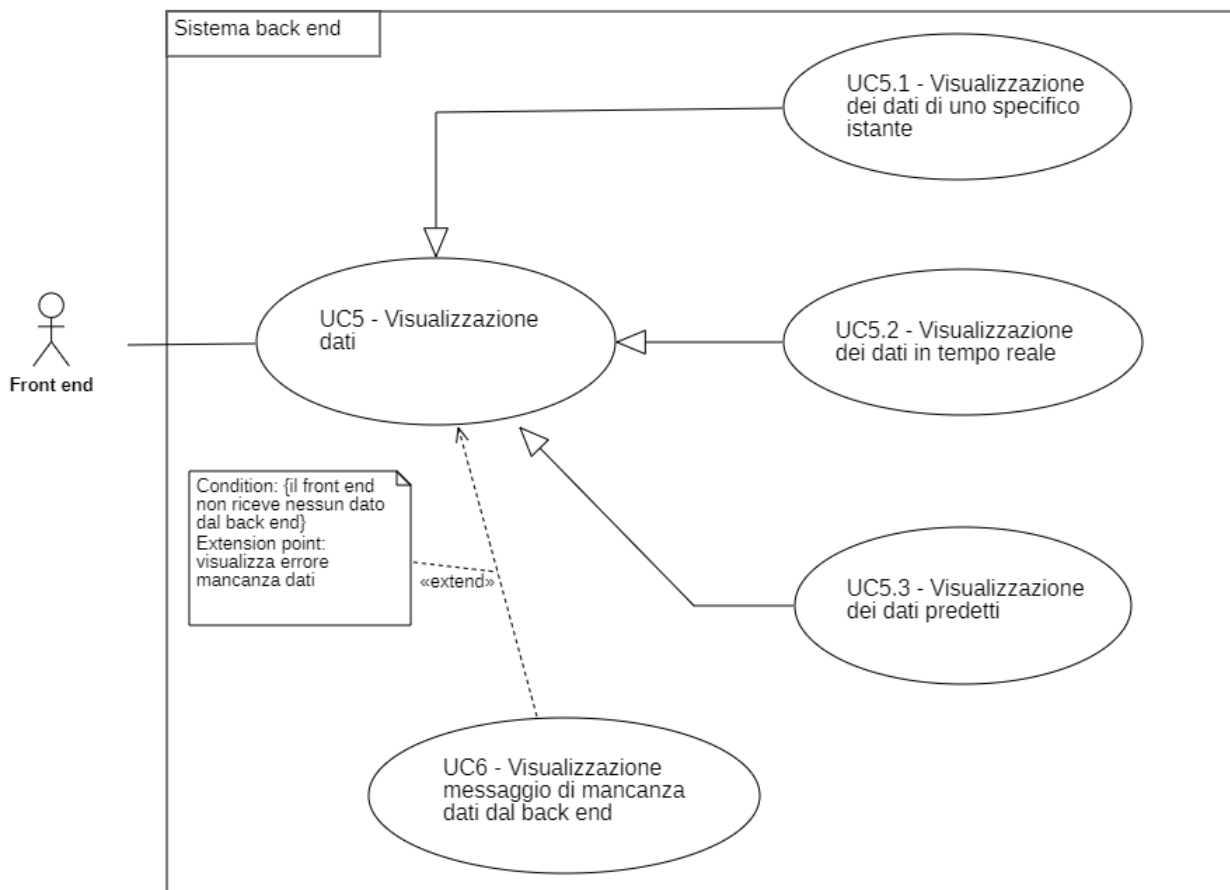 Sistema back end
UC5.1 - Visualizzazione
dei dati di uno specifico
istante
UC5 - Visualizzazione
dati
UC5.2 - Visualizzazione
dei dati in tempo reale
Front end
Condition: {il front end
non riceve nessun dato
dal back end}
Extension point:
visualizza errore
mancanza dati
«extend»
UC5.3 - Visualizzazione
dei dati predetti
UC6 - Visualizzazione
messaggio di mancanza
dati dal back end